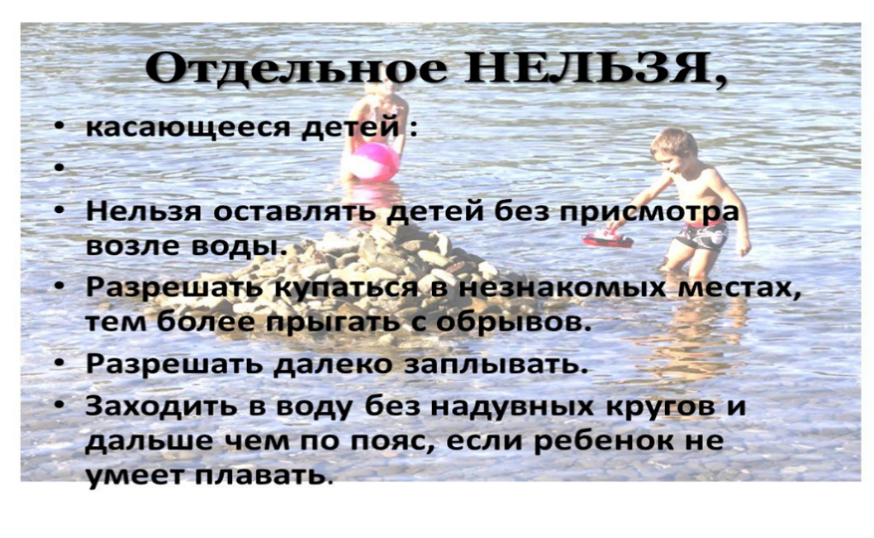 Отдельное НЕЛЬЗЯ,
• касающееся детей :
•
• Нельзя оставлять детей без присмотра
возле воды.
• Разрешать купаться в незнакомых местах,
тем более прыгать с обрывов.
• Разрешать далеко заплывать.
• Заходить в воду без надувных кругов и
дальше чем по пояс, если ребенок не
умеет плавать.